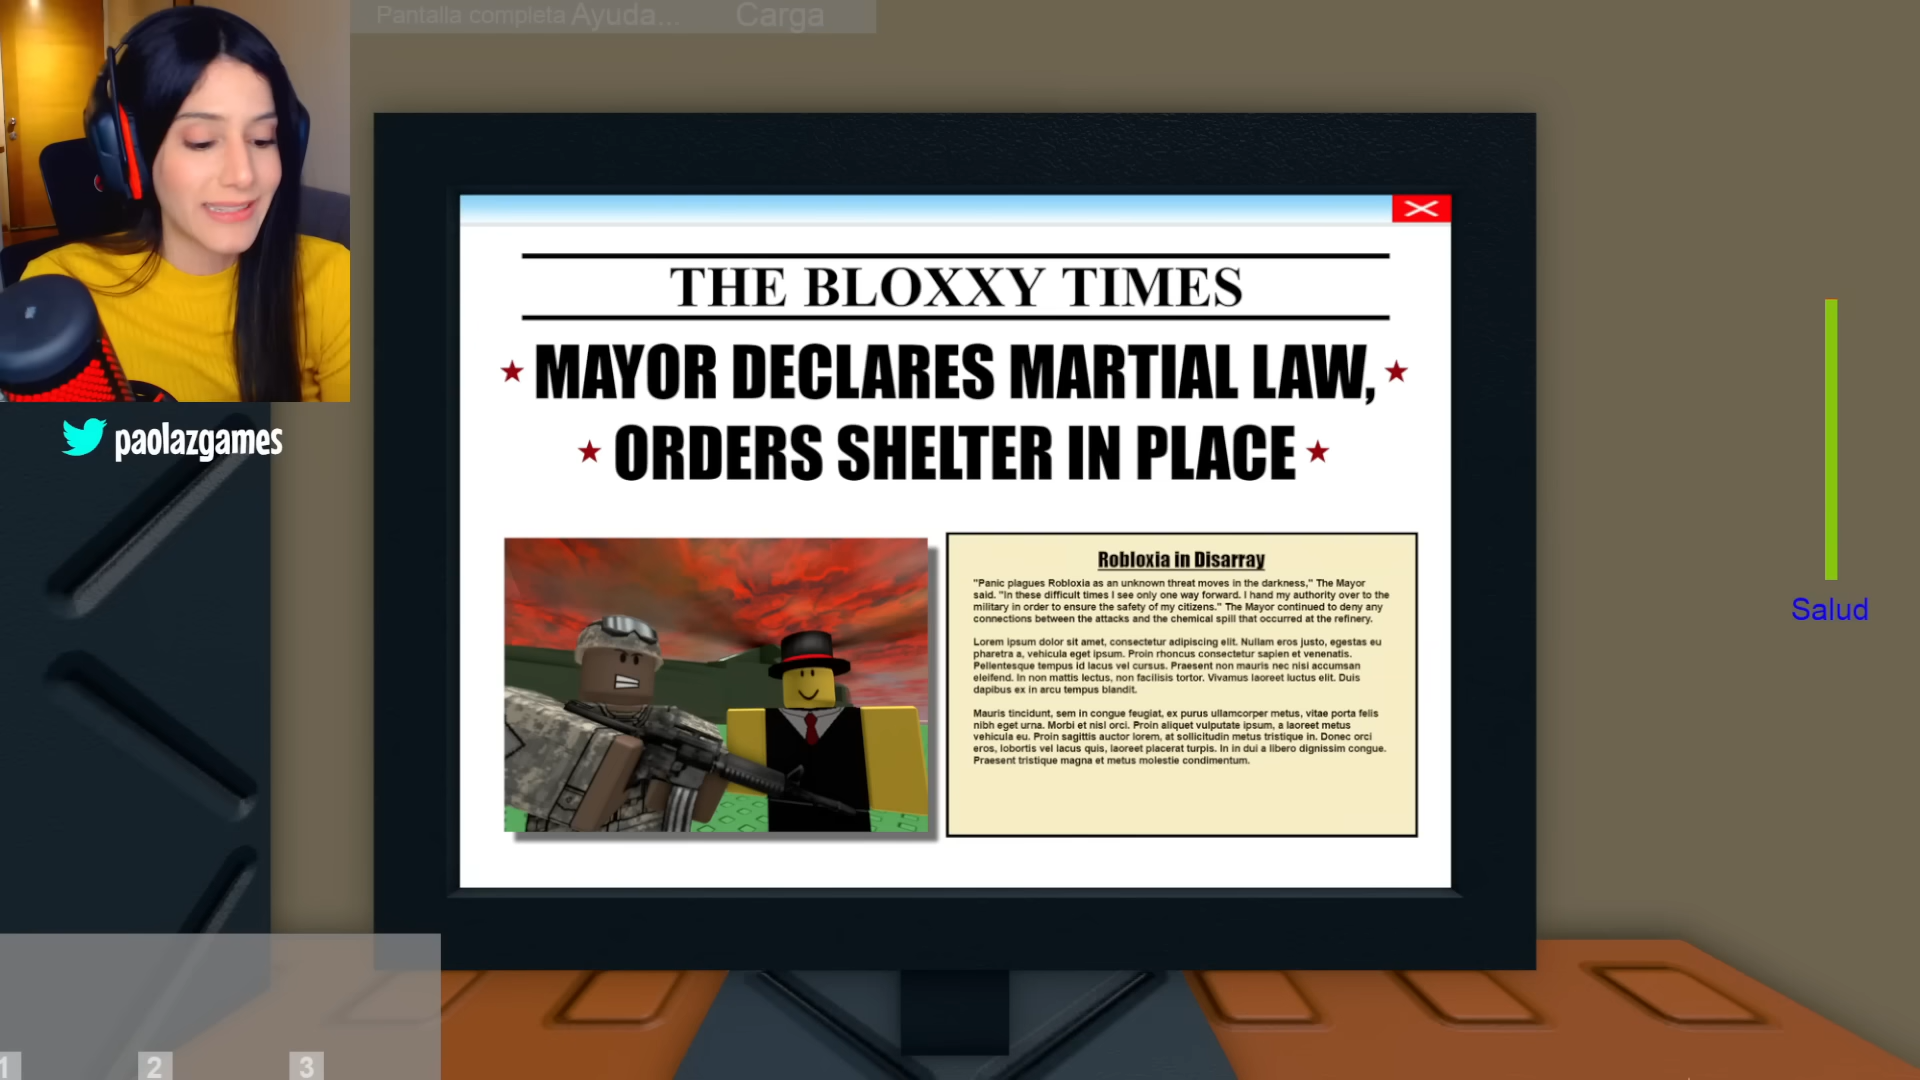 Pantalla completa Ayuda... Carga
paolazgames
THE BLOXXY TIMES
MAYOR DECLARES MARTIAL LAW,
ORDERS SHELTER IN PLACE
Robloxia in Disarray
"Panic plagues Robloxia as an unknown threat moves in the darkness," The Mayor
said. "In these difficult times I see only one way forward. I hand my authority over to the
military in order to ensure the safety of my citizens." The Mayor continued to deny any
connections between the attacks and the chemical spill that occurred at the refinery.
Lorem ipsum dolor sit amet, consectetur adipiscing elit. Nullam eros justo, egestas eu
pharetra a, vehicula eget ipsum. Proin rhoncus consectetur sapien et venenatis.
Pellentesque tempus id lacus vel cursus. Praesent non mauris nec nisi accumsan
eleifend. In non mattis lectus, non facilisis tortor. Vivamus laoreet luctus elit. Duis
dapibus ex in arcu tempus blandit.
Mauris tincidunt, sem in congue feugiat, ex purus ullamcorper metus, vitae porta felis
nibh eget urna. Morbi et nisl orci. Proin aliquet vulputate ipsum, a laoreet metus
vehicula eu. Proin sagittis auctor lorem, at sollicitudin metus tristique in. Donec orci
eros, lobortis vel lacus quis, laoreet placerat turpis. In in dui a libero dignissim congue.
Praesent tristique magna et metus molestie condimentum.
Salud
1 2 3